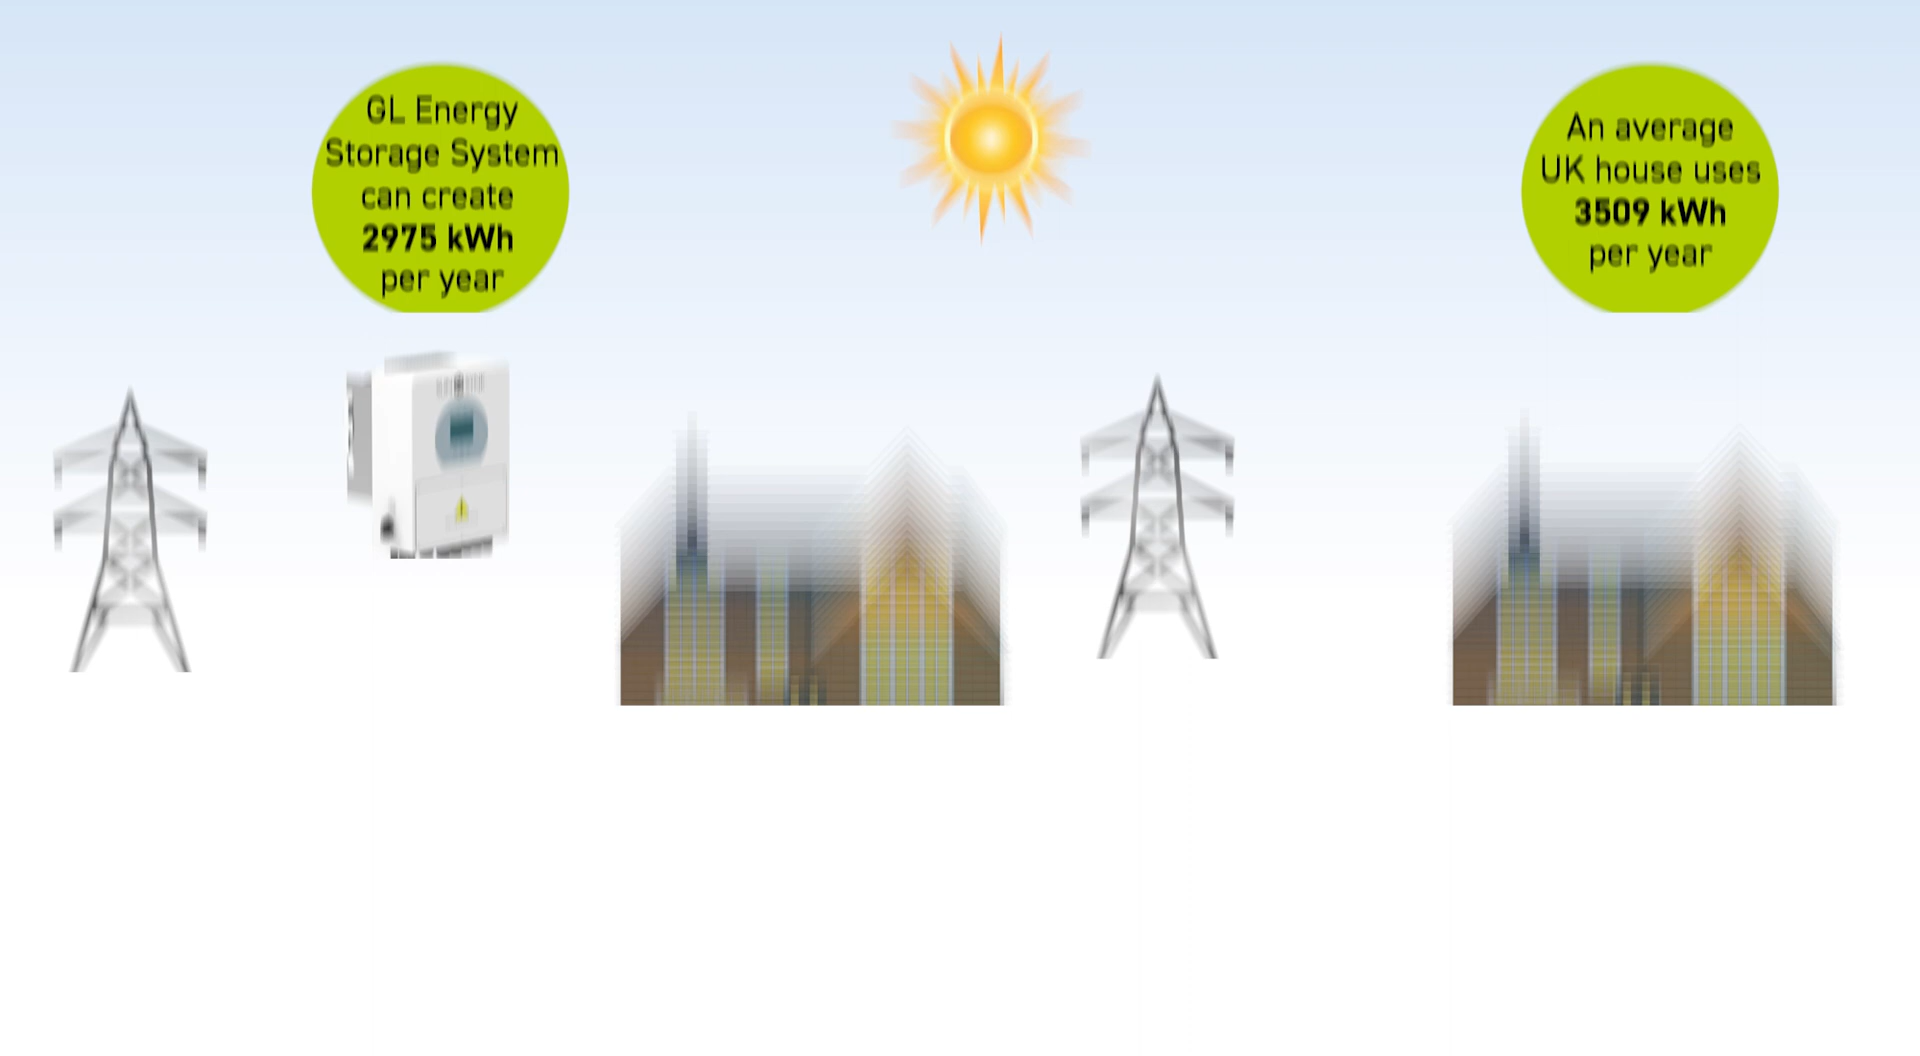 GL Energy
Storage System
can create
2975 kWh
per year
An average
UK house uses
3509 kWh
per year